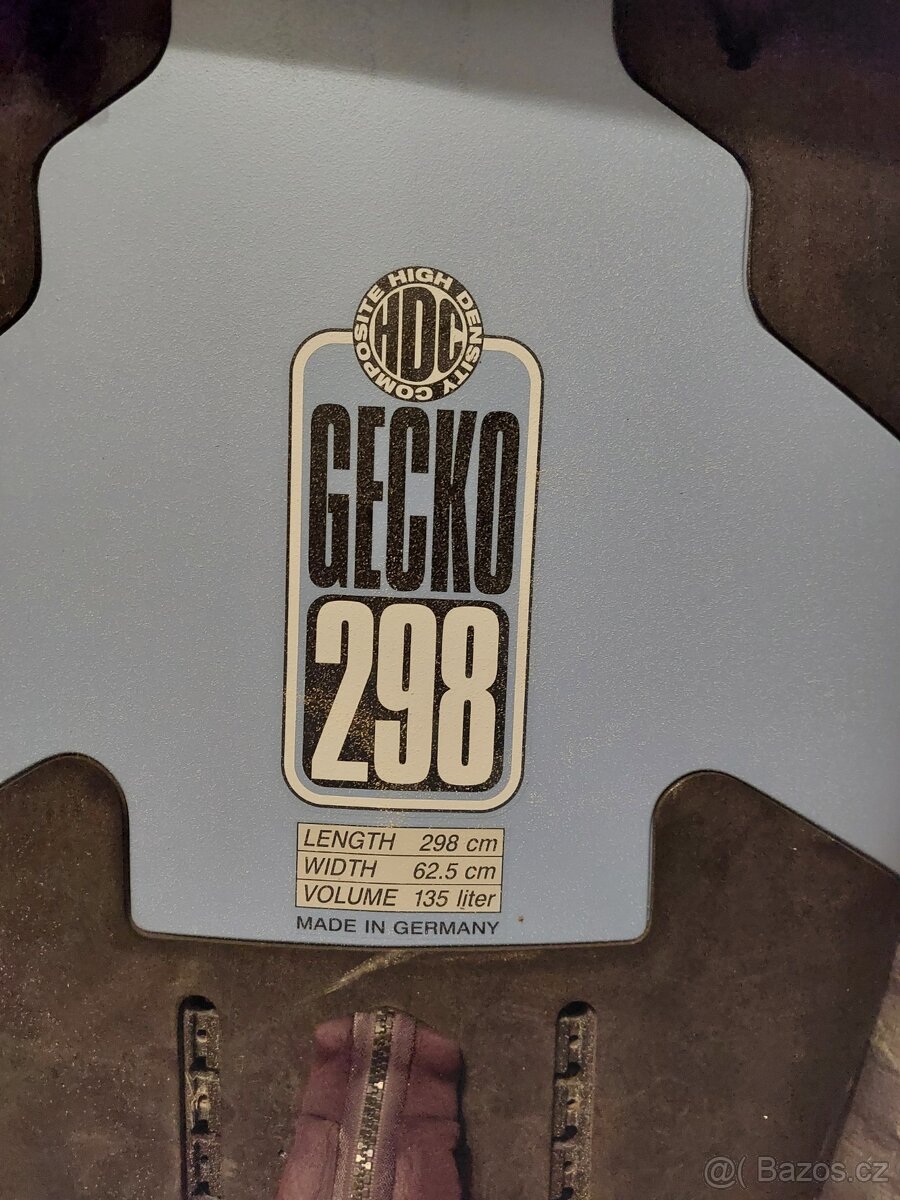 HIGH DENSITY COMPOSITE
HDC
GECKO
298
LENGTH 298 cm
WIDTH 62.5 cm
VOLUME 135 liter
MADE IN GERMANY
@( Bazos.cz